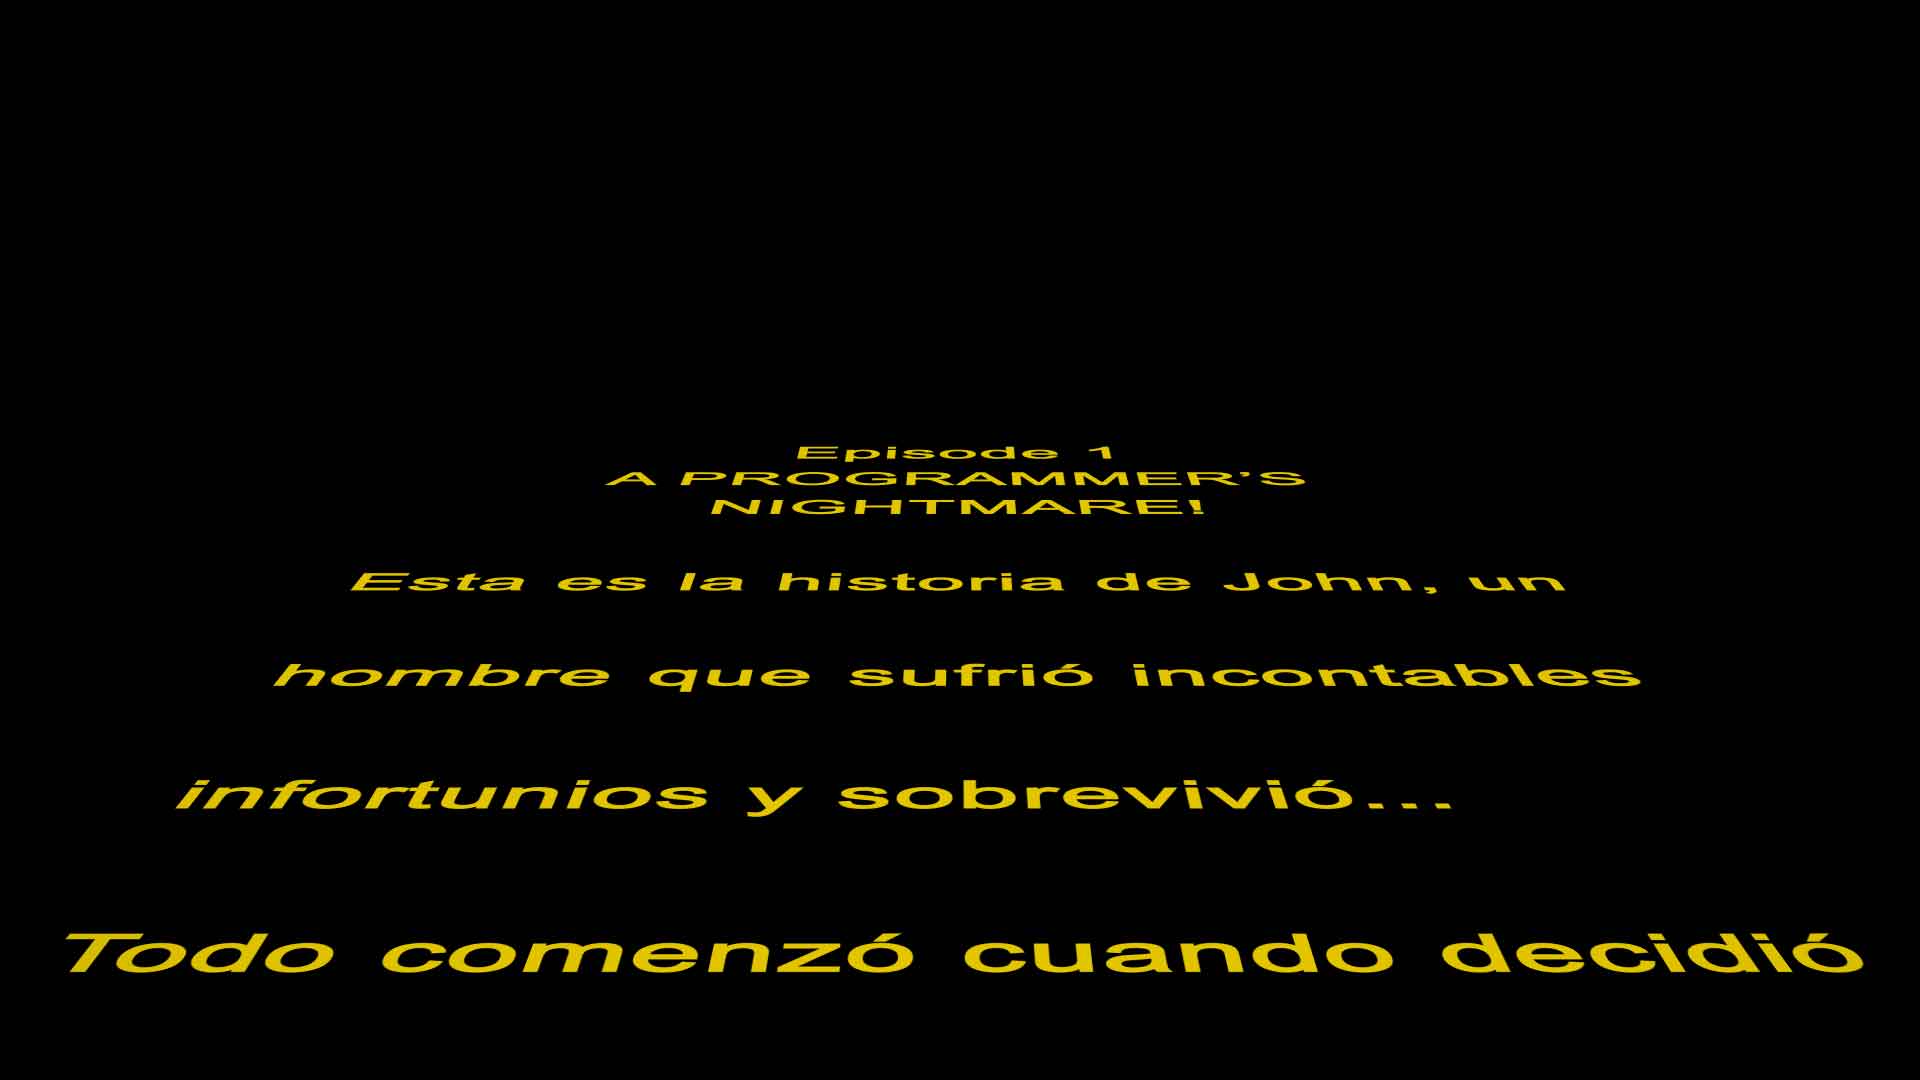 Episode 1
A PROGRAMMER’S
NIGHTMARE!
Esta es la historia de John, un
hombre que sufrió incontables
infortunios y sobrevivió...
Todo comenzó cuando decidió